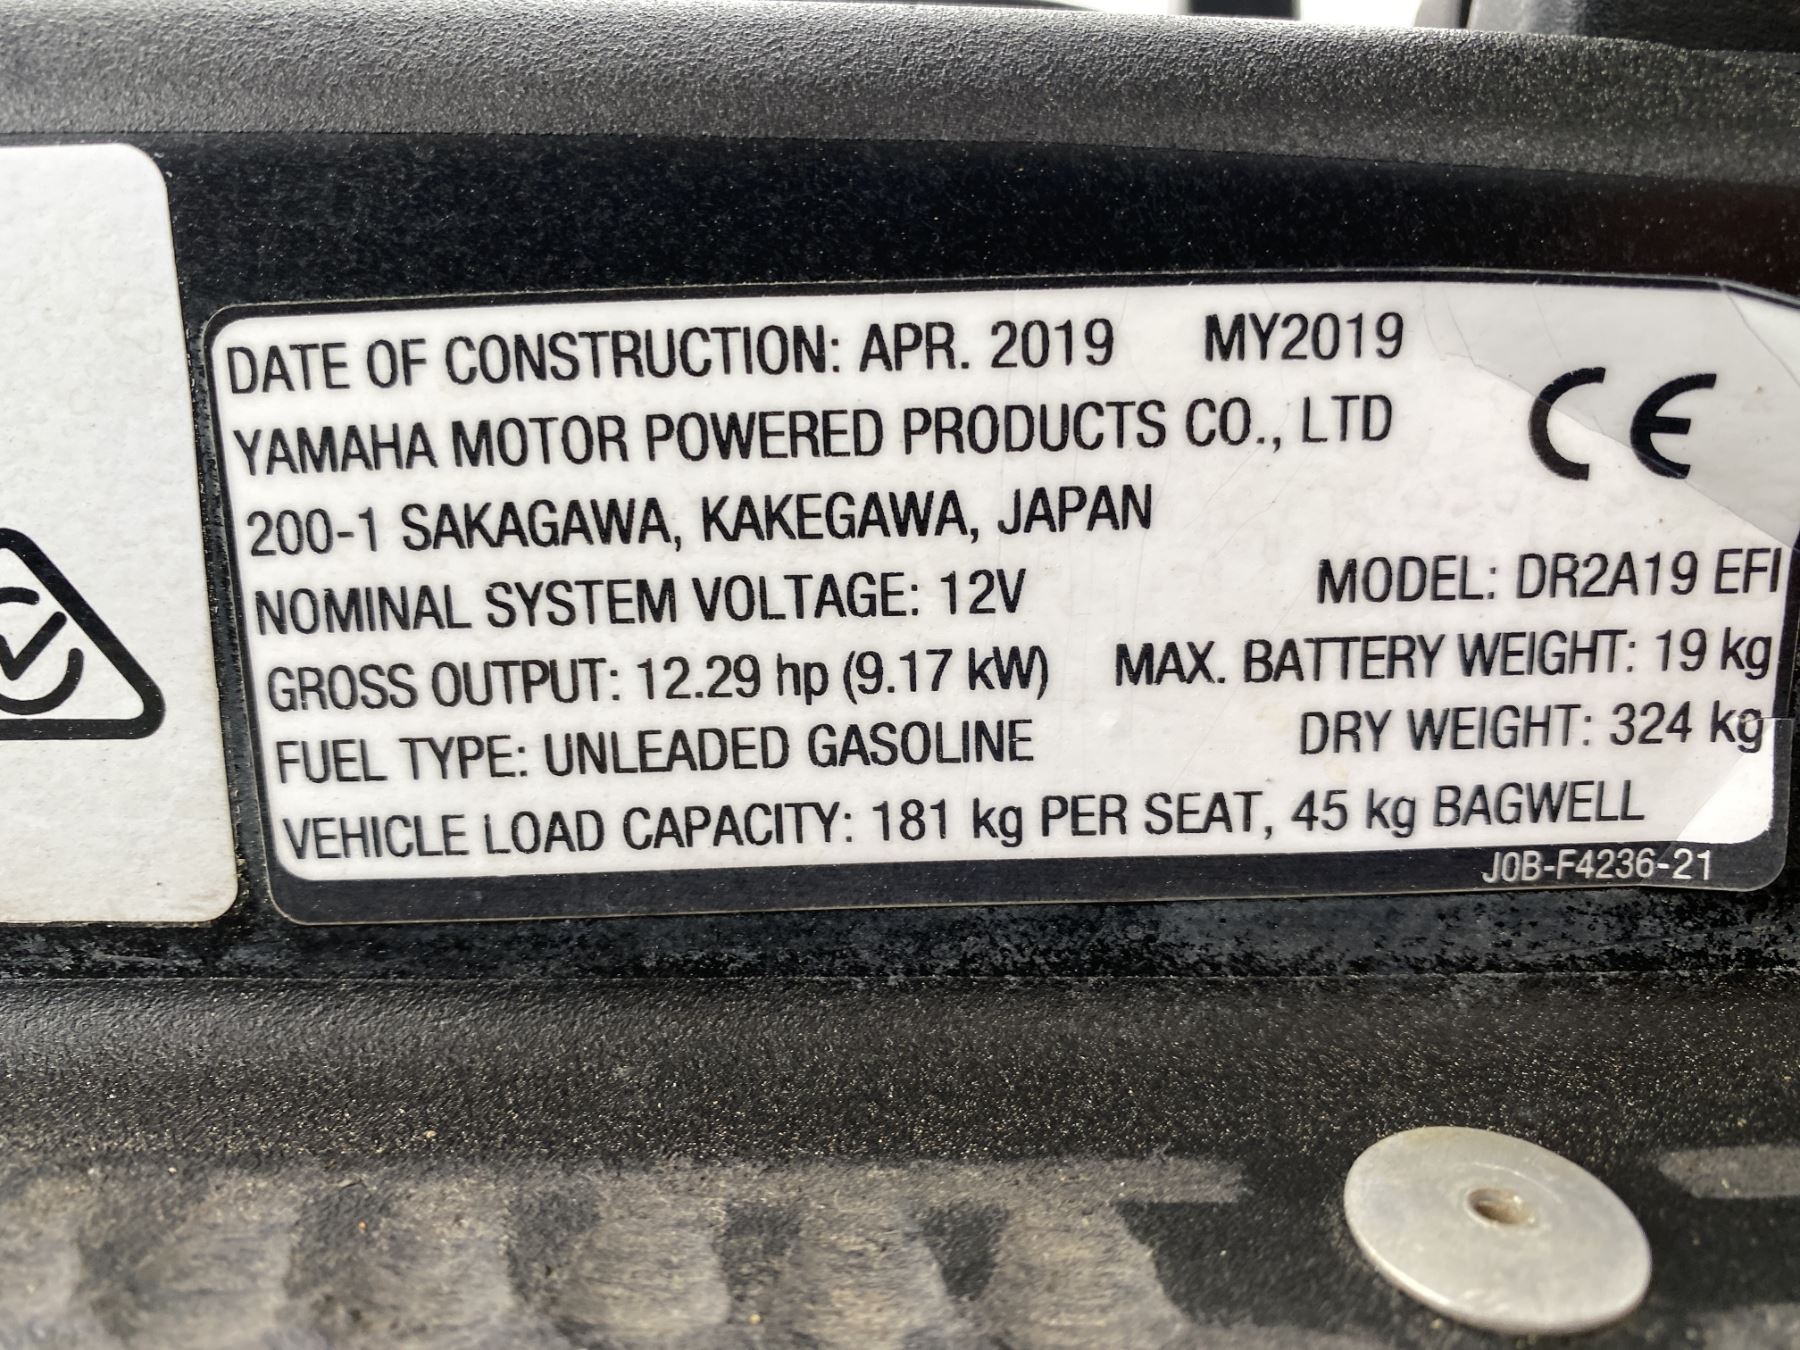 DATE OF CONSTRUCTION: APR. 2019 MY2019
YAMAHA MOTOR POWERED PRODUCTS CO., LTD
CE
200-1 SAKAGAWA, KAKEGAWA, JAPAN
NOMINAL SYSTEM VOLTAGE: 12V MODEL: DR2A19 EFI
GROSS OUTPUT: 12.29 hp (9.17 kW) MAX. BATTERY WEIGHT: 19 kg
FUEL TYPE: UNLEADED GASOLINE DRY WEIGHT: 324 kg
VEHICLE LOAD CAPACITY: 181 kg PER SEAT, 45 kg BAGWELL
J0B-F4236-21